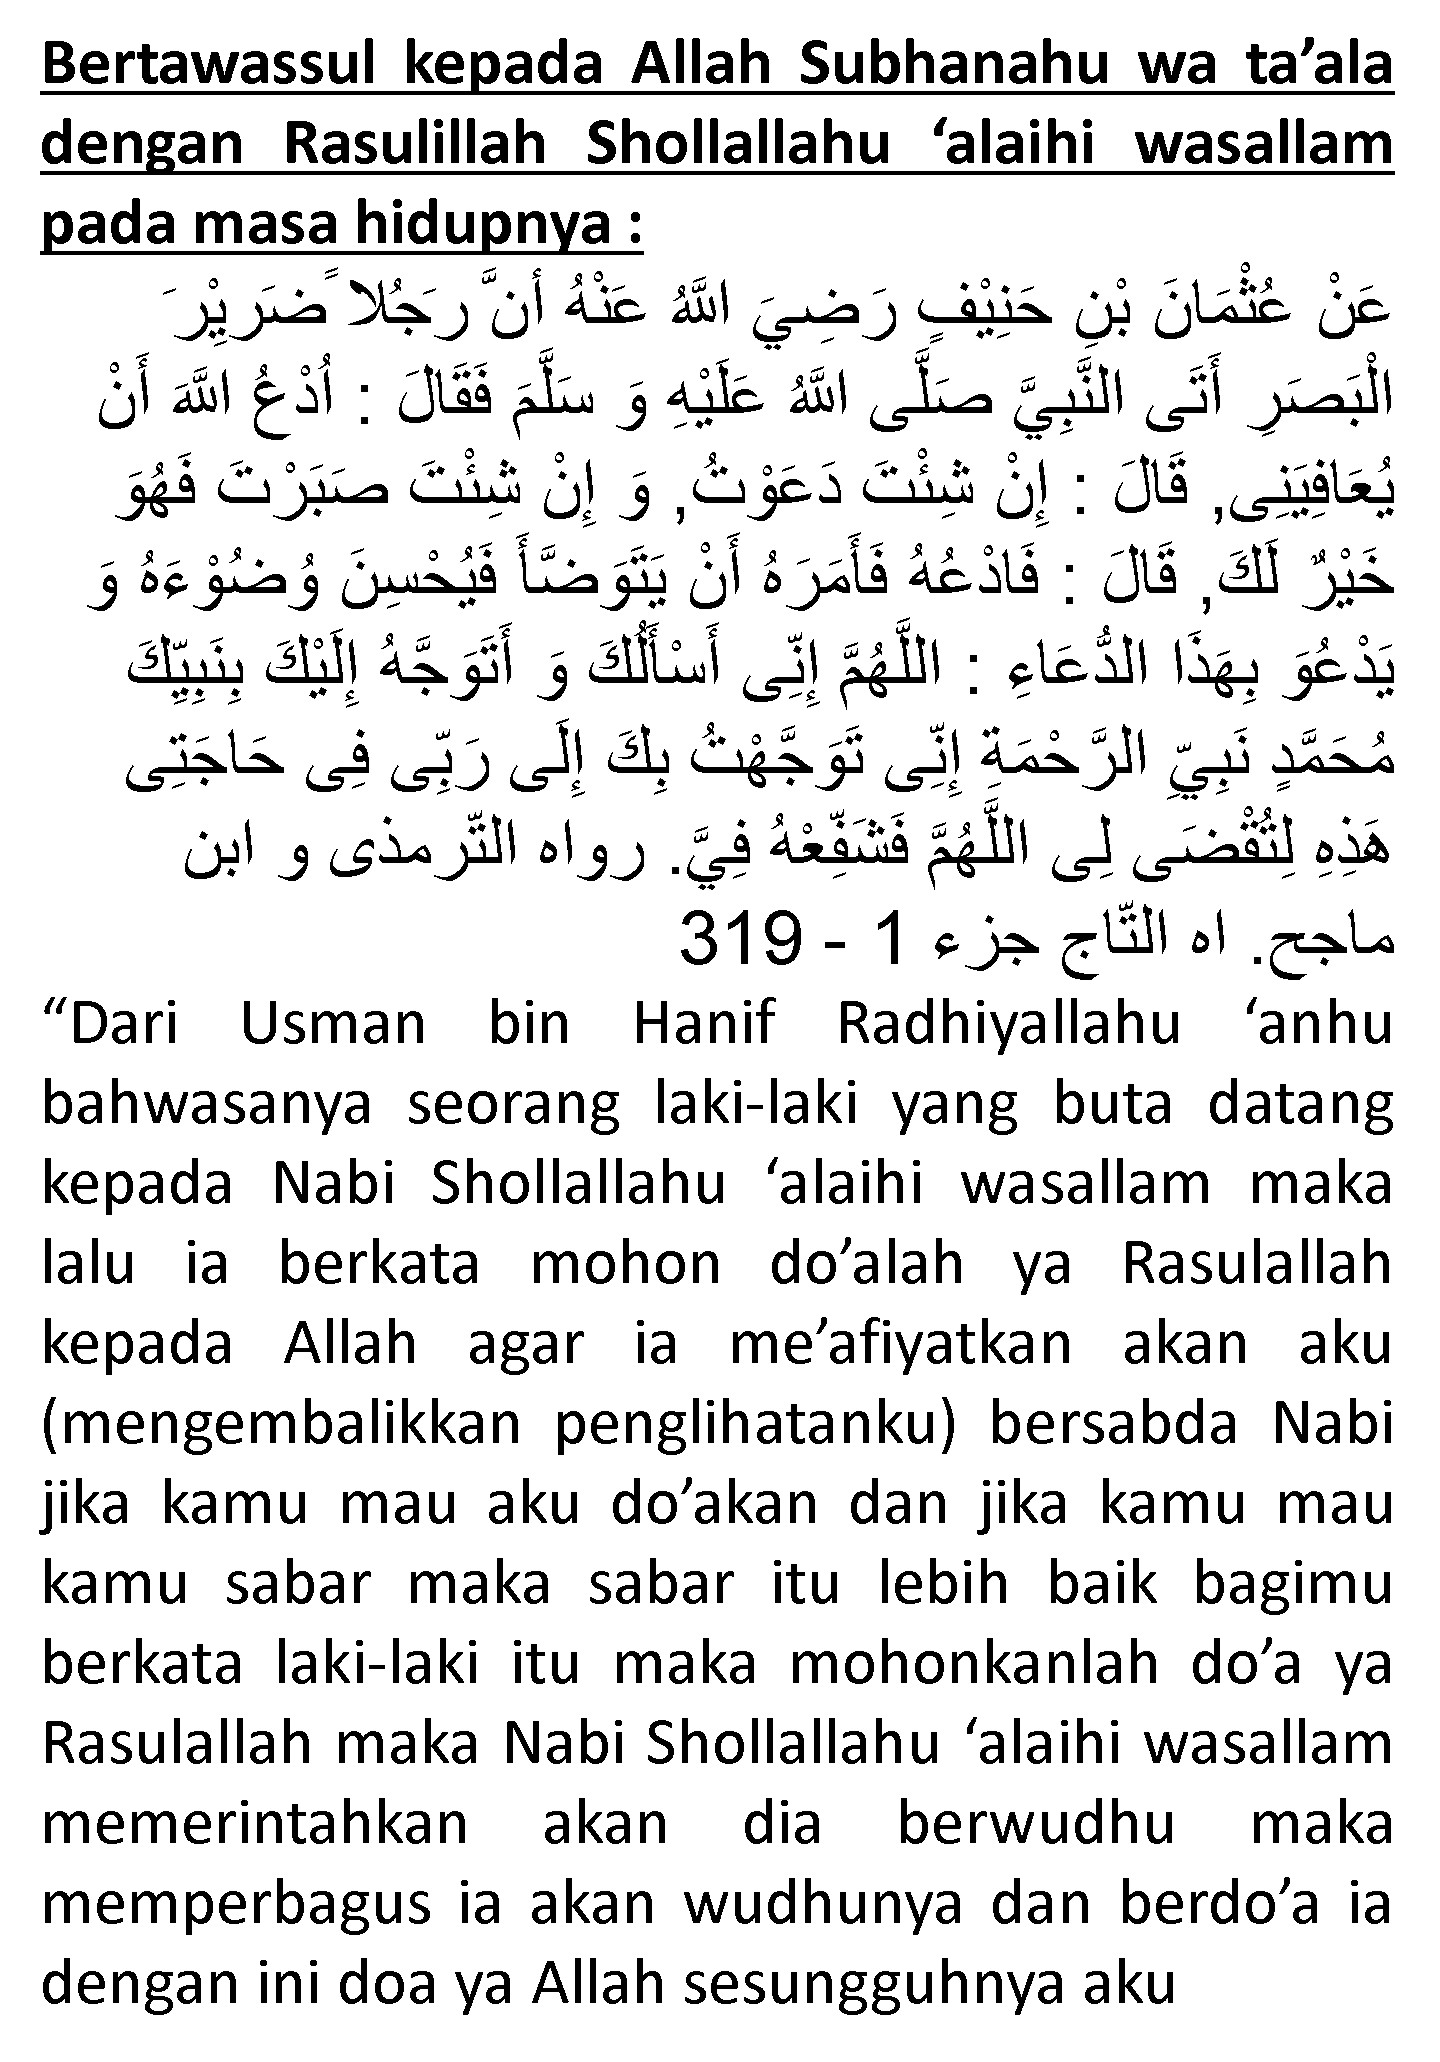 Bertawassul kepada Allah Subhanahu wa ta’ala
dengan Rasulillah Shollallahu ‘alaihi wasallam
pada masa hidupnya :
عَنْ عُثْمَانَ بْنِ حَنِيْفٍ رَضِيَ اللَّهُ عَنْهُ أنَّ رَجُلاً ضَرِيْرَ
الْبَصَرِ أَتَى النَّبِيَّ صَلَّى اللَّهُ عَلَيْهِ وَ سَلَّمَ فَقَالَ : اُدْعُ اللَّهَ أَنْ
يُعَافِيَنِى, قَالَ : إِنْ شِئْتَ دَعَوْتُ, وَ إِنْ شِئْتَ صَبَرْتَ فَهُوَ
خَيْرٌ لَكَ, قَالَ : فَادْعُهُ فَأَمَرَهُ أَنْ يَتَوَضَّأَ فَيُحْسِنَ وُضُوْءَهُ وَ
يَدْعُوَ بِهَذَا الدُّعَاءِ : اللَّهُمَّ إِنِّى أَسْأَلُكَ وَ أَتَوَجَّهُ إِلَيْكَ بِنَبِيِّكَ
مُحَمَّدٍ نَبِيِّ الرَّحْمَةِ إِنِّى تَوَجَّهْتُ بِكَ إِلَى رَبِّى فِى حَاجَتِى
هَذِهِ لِتُقْضَى لِى اللَّهُمَّ فَشَفِّعْهُ فِيَّ. رواه التّرمذى و ابن
ماجح. اه التّاج جزء 1 - 319
“Dari Usman bin Hanif Radhiyallahu ‘anhu
bahwasanya seorang laki-laki yang buta datang
kepada Nabi Shollallahu ‘alaihi wasallam maka
lalu ia berkata mohon do’alah ya Rasulallah
kepada Allah agar ia me’afiyatkan akan aku
(mengembalikkan penglihatanku) bersabda Nabi
jika kamu mau aku do’akan dan jika kamu mau
kamu sabar maka sabar itu lebih baik bagimu
berkata laki-laki itu maka mohonkanlah do’a ya
Rasulallah maka Nabi Shollallahu ‘alaihi wasallam
memerintahkan akan dia berwudhu maka
memperbagus ia akan wudhunya dan berdo’a ia
dengan ini doa ya Allah sesungguhnya aku